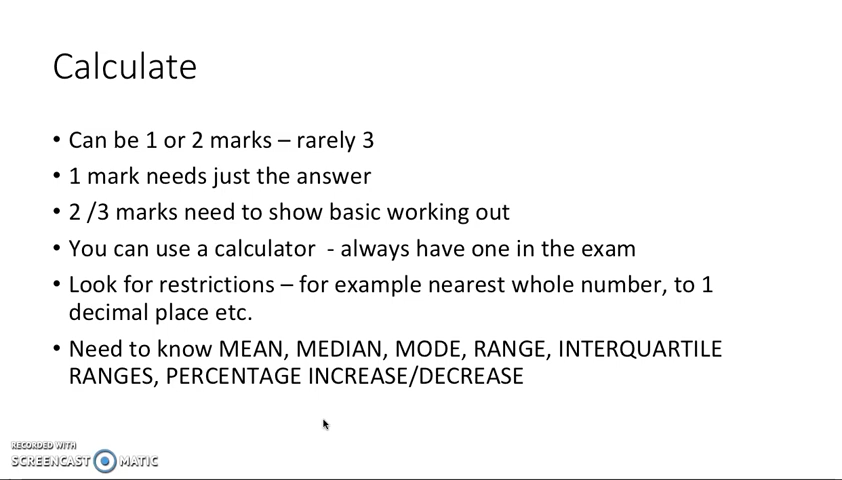 Calculate
• Can be 1 or 2 marks – rarely 3
• 1 mark needs just the answer
• 2 /3 marks need to show basic working out
• You can use a calculator  - always have one in the exam
• Look for restrictions – for example nearest whole number, to 1
decimal place etc.
• Need to know MEAN, MEDIAN, MODE, RANGE, INTERQUARTILE
RANGES, PERCENTAGE INCREASE/DECREASE
RECORDED WITH
SCREENCAST MATIC